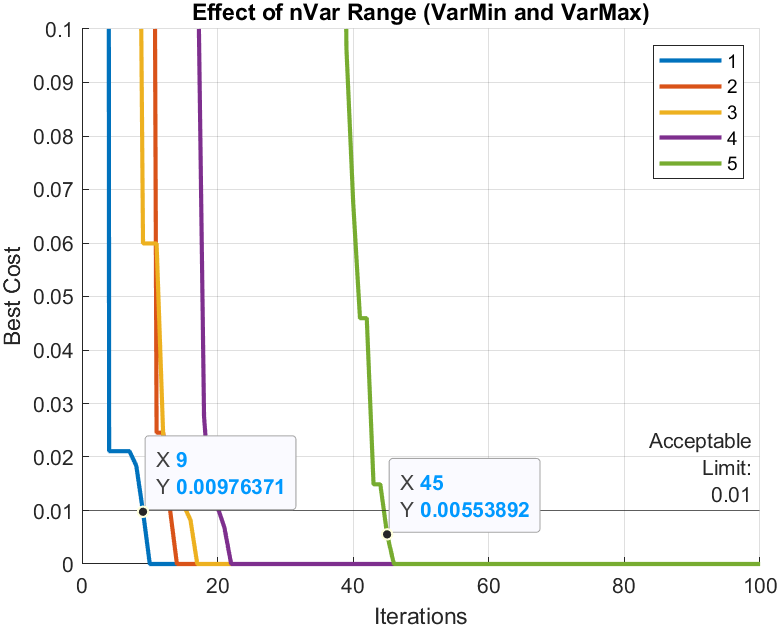 Effect of nVar Range (VarMin and VarMax)
0.1
0.09
0.08
0.07
0.06
0.05
0.04
0.03
0.02
0.01
0
Best Cost
1
2
3
4
5
X 9
Y 0.00976371
X 45
Y 0.00553892
Acceptable
Limit:
0.01
0 20 40 60 80 100
Iterations